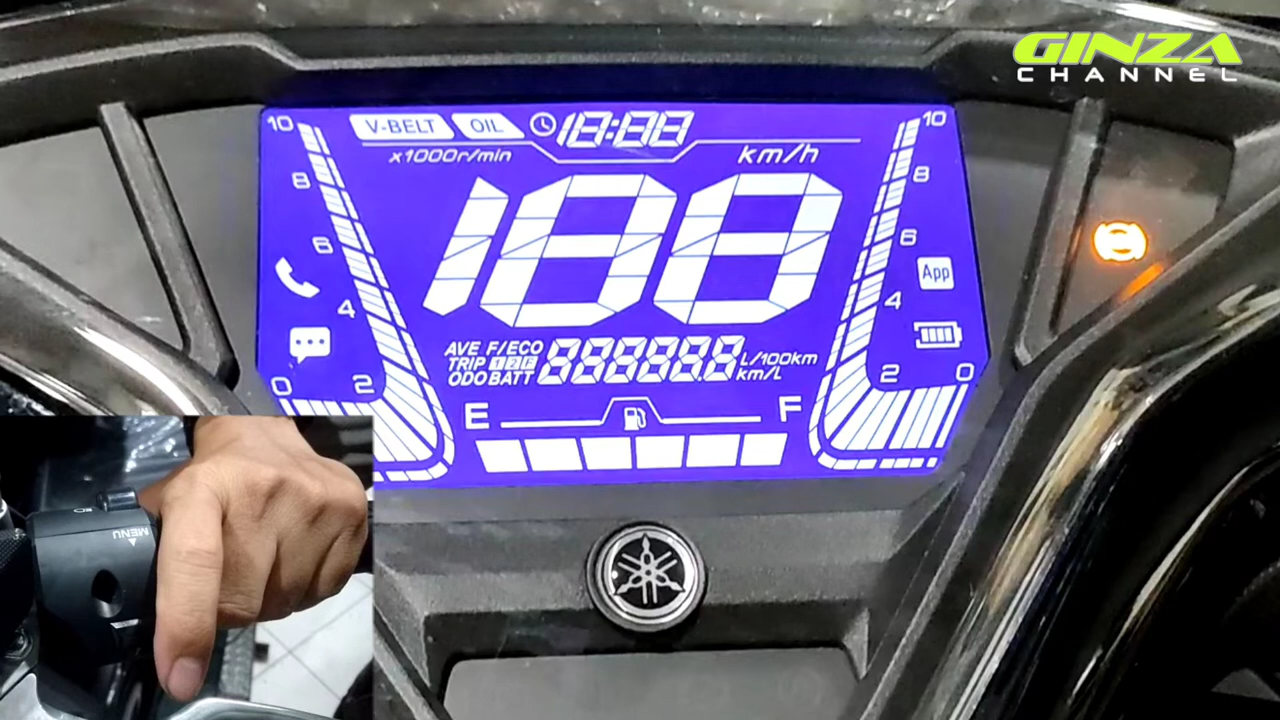 GINZA
CHANNEL
10 V-BELT OIL 18:88 10
x1000r/min km/h
8 188 8
6 6
App
4 4
AVE F/ECO
TRIP 1 2 F 888888.8 L/100km
ODO BATT km/L
0 2 2 0
E F
MENU